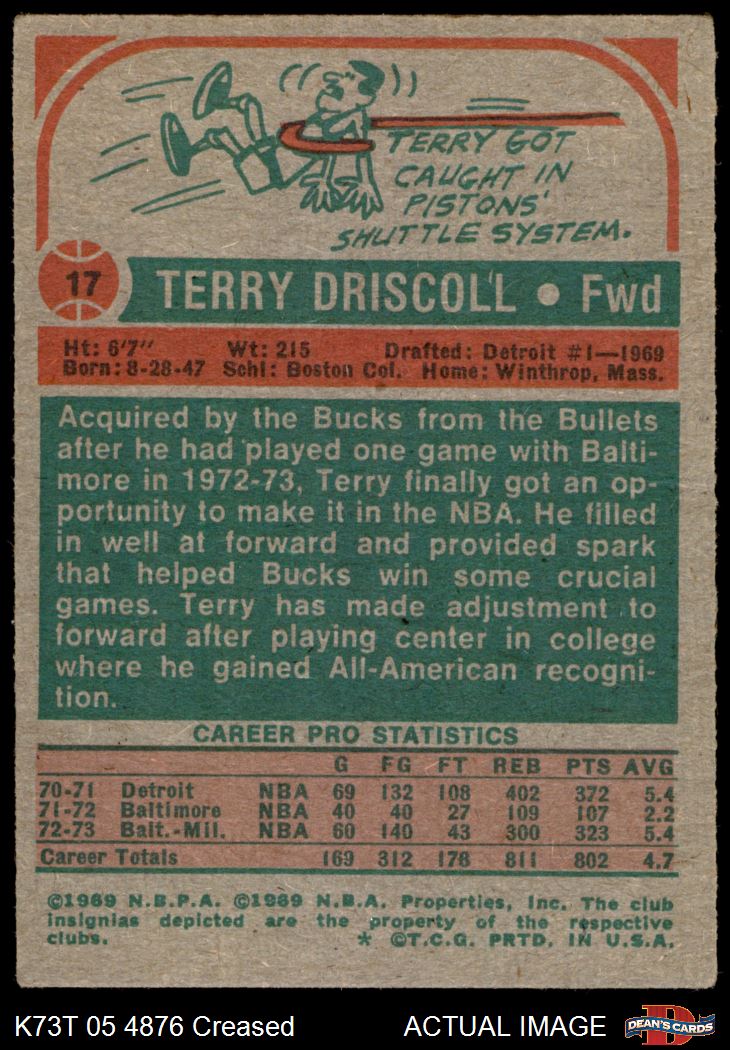 TERRY GOT
CAUGHT IN
PISTONS'
SHUTTLE SYSTEM.
17
TERRY DRISCOLL • Fwd
Ht: 6'7" Wt: 215 Drafted: Detroit #1—1969
Born: 8-28-47 Schl: Boston Col. Home: Winthrop, Mass.
Acquired by the Bucks from the Bullets
after he had played one game with Balti-
more in 1972-73, Terry finally got an op-
portunity to make it in the NBA. He filled
in well at forward and provided spark
that helped Bucks win some crucial
games. Terry has made adjustment to
forward after playing center in college
where he gained All-American recogni-
tion.
CAREER PRO STATISTICS
G FG FT REB PTS AVG
70-71 Detroit NBA 69 132 108 402 372 5.4
71-72 Baltimore NBA 40 40 27 109 107 2.2
72-73 Balt.-Mil. NBA 60 140 43 300 323 5.4
Career Totals 169 312 178 811 802 4.7
©1969 N.B.P.A. ©1969 N.B.A. Properties, Inc. The club
insignias depicted are the property of the respective
clubs. * ©T.C.G. PRTD. IN U.S.A.
K73T 05 4876 Creased ACTUAL IMAGE
D
DEAN'S CARDS